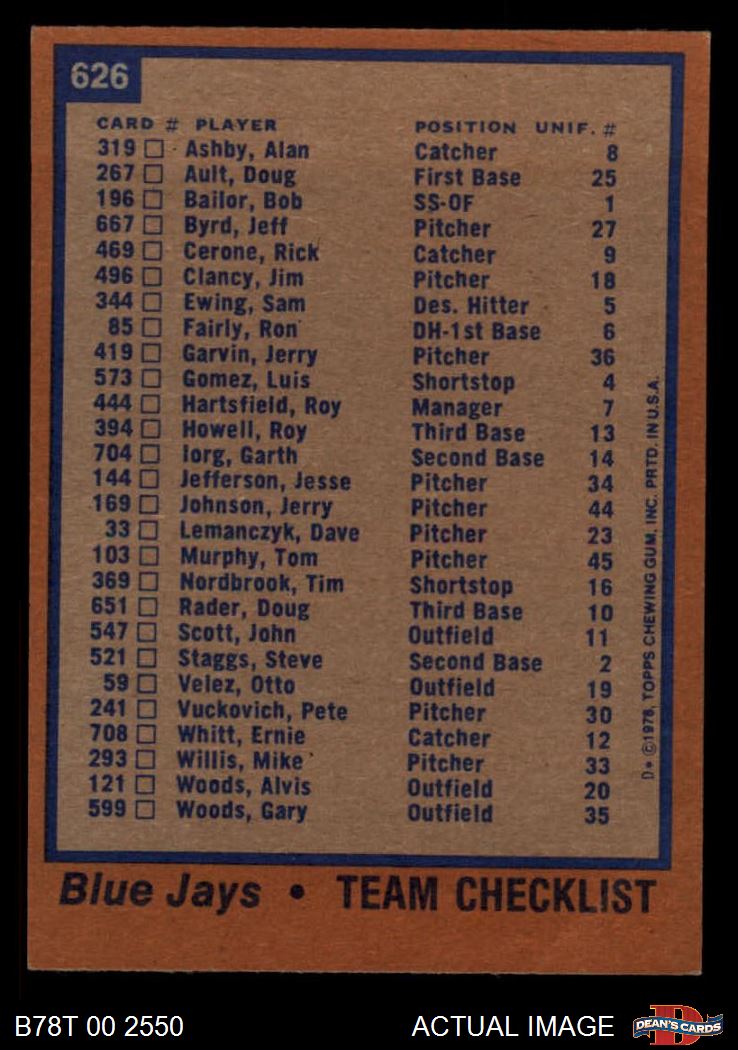 626
CARD # PLAYER POSITION UNIF. #
319 Ashby, Alan Catcher 8
267 Ault, Doug First Base 25
196 Bailor, Bob SS-OF 1
667 Byrd, Jeff Pitcher 27
469 Cerone, Rick Catcher 9
496 Clancy, Jim Pitcher 18
344 Ewing, Sam Des. Hitter 5
85 Fairly, Ron DH-1st Base 6
419 Garvin, Jerry Pitcher 36
573 Gomez, Luis Shortstop 4
444 Hartsfield, Roy Manager 7
394 Howell, Roy Third Base 13
704 Iorg, Garth Second Base 14
144 Jefferson, Jesse Pitcher 34
169 Johnson, Jerry Pitcher 44
33 Lemanczyk, Dave Pitcher 23
103 Murphy, Tom Pitcher 45
369 Nordbrook, Tim Shortstop 16
651 Rader, Doug Third Base 10
547 Scott, John Outfield 11
521 Staggs, Steve Second Base 2
59 Velez, Otto Outfield 19
241 Vuckovich, Pete Pitcher 30
708 Whitt, Ernie Catcher 12
293 Willis, Mike Pitcher 33
121 Woods, Alvis Outfield 20
599 Woods, Gary Outfield 35
D* ©1978, TOPPS CHEWING GUM, INC. PRTD. IN U.S.A.
Blue Jays • TEAM CHECKLIST
B78T 00 2550 ACTUAL IMAGE
D
DEAN'S CARDS